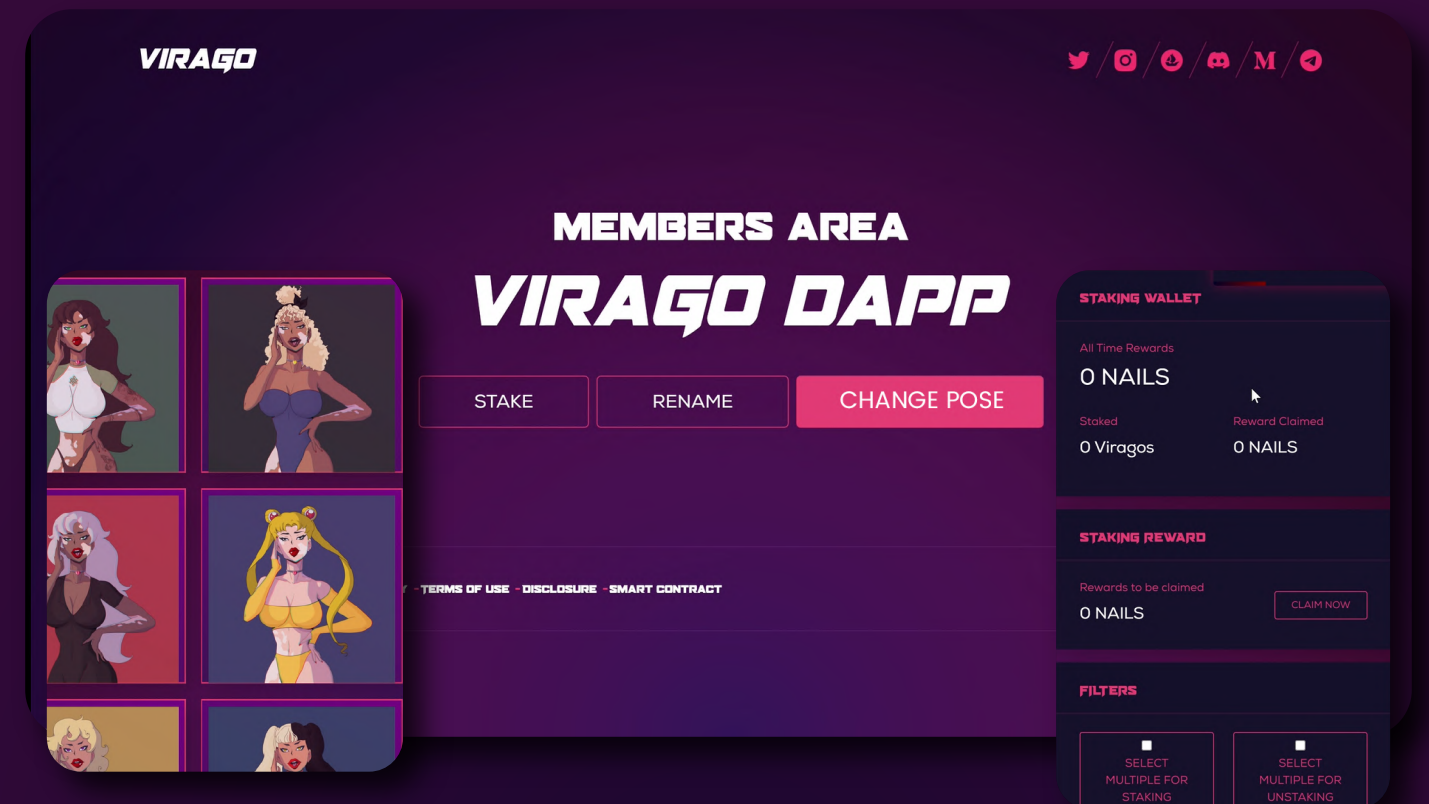 VIRAGO
MEMBERS AREA
VIRAGO DAPP
STAKE
RENAME
CHANGE POSE
-TERMS OF USE -DISCLOSURE -SMART CONTRACT
STAKING WALLET
All Time Rewards
0 NAILS
Staked Reward Claimed
0 Viragos 0 NAILS
STAKING REWARD
Rewards to be claimed
0 NAILS
CLAIM NOW
FILTERS
SELECT
MULTIPLE FOR
STAKING
SELECT
MULTIPLE FOR
UNSTAKING